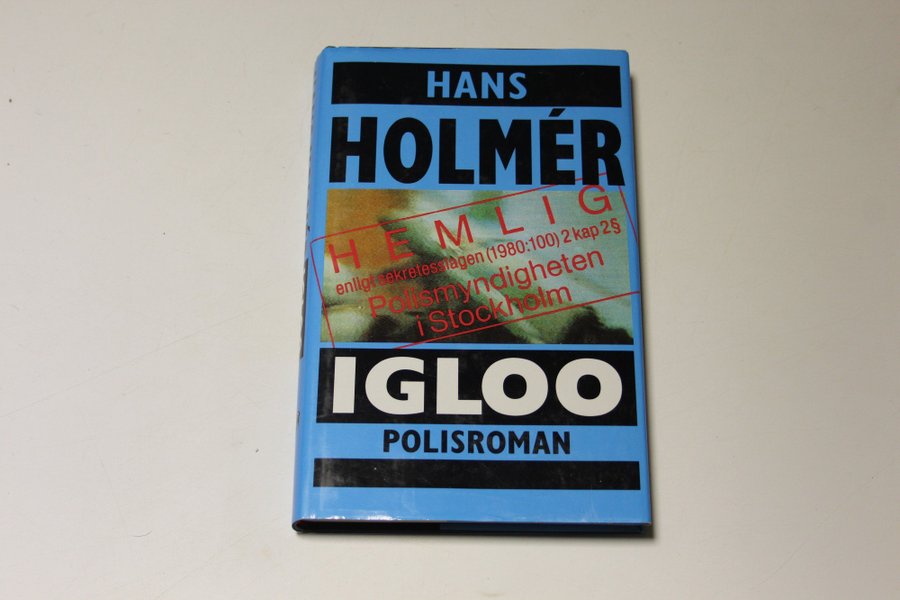 HANS
HOLMÉR
HEMLIG
enligt sekretesslagen (1980:100) 2 kap 2§
Polismyndigheten
i Stockholm
IGLOO
POLISROMAN